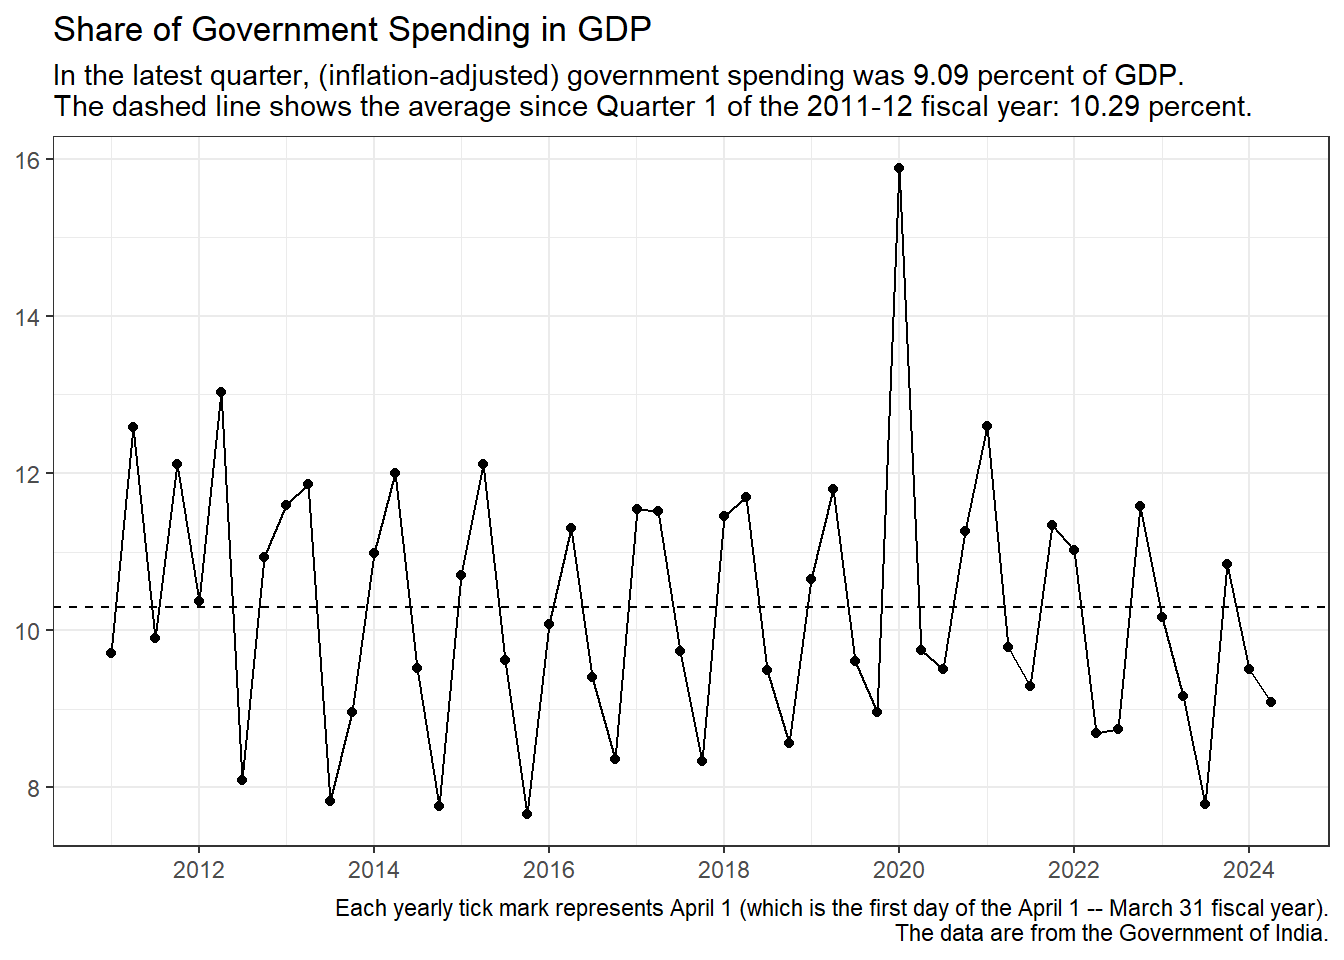 Share of Government Spending in GDP
In the latest quarter, (inflation-adjusted) government spending was 9.09 percent of GDP.
The dashed line shows the average since Quarter 1 of the 2011-12 fiscal year: 10.29 percent.
16
14
12
10
8
2012 2014 2016 2018 2020 2022 2024
Each yearly tick mark represents April 1 (which is the first day of the April 1 -- March 31 fiscal year).
The data are from the Government of India.